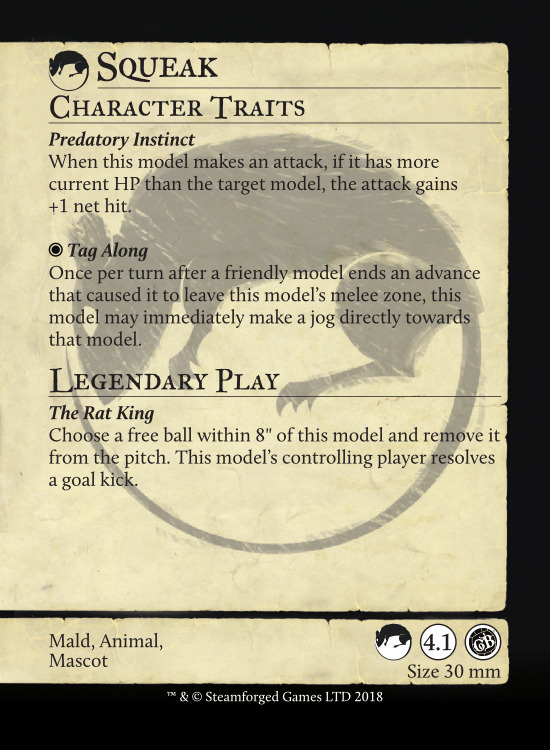 Squeak
Character Traits
Predatory Instinct
When this model makes an attack, if it has more
current HP than the target model, the attack gains
+1 net hit.
Tag Along
Once per turn after a friendly model ends an advance
that caused it to leave this model's melee zone, this
model may immediately make a jog directly towards
that model.
Legendary Play
The Rat King
Choose a free ball within 8" of this model and remove it
from the pitch. This model's controlling player resolves
a goal kick.
Mald, Animal,
Mascot
4.1
GB
Size 30 mm
™ & © Steamforged Games LTD 2018